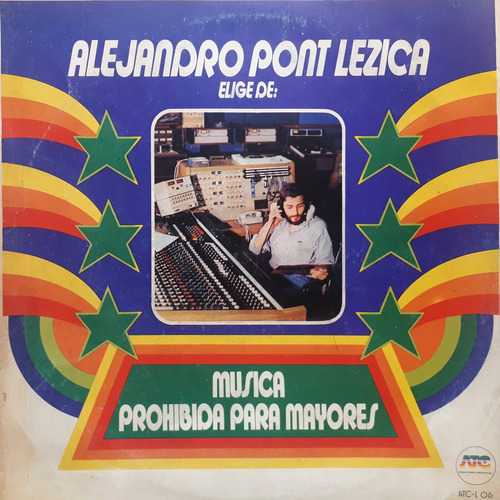 ALEJANDRO PONT LEZICA
ELIGE DE:
MUSICA
PROHIBIDA PARA MAYORES
ATC
ATC-L 06